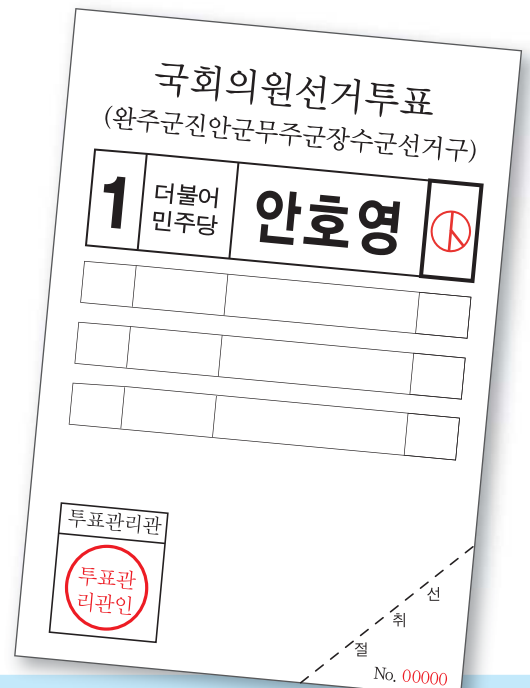 국회의원선거투표
(완주군진안군무주군장수군선거구)
1 더불어 안호영
민주당
투표관리관
투표관
리관인
선
취
절
No. 00000